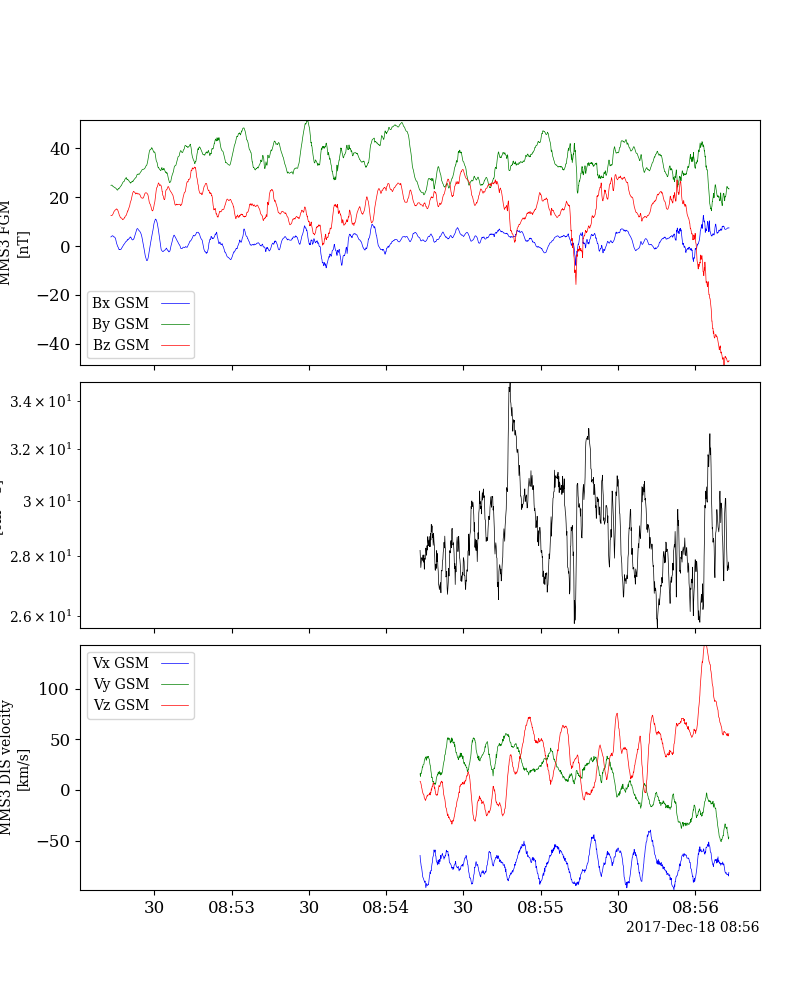 MMS3 FGM
[nT]
40
20
0
−20
−40
Bx GSM
By GSM
Bz GSM
3.4 × 10¹
3.2 × 10¹
3 × 10¹
2.8 × 10¹
2.6 × 10¹
MMS3 DIS velocity
[km/s]
100
50
0
−50
Vx GSM
Vy GSM
Vz GSM
30 08:53 30 08:54 30 08:55 30 08:56
2017-Dec-18 08:56